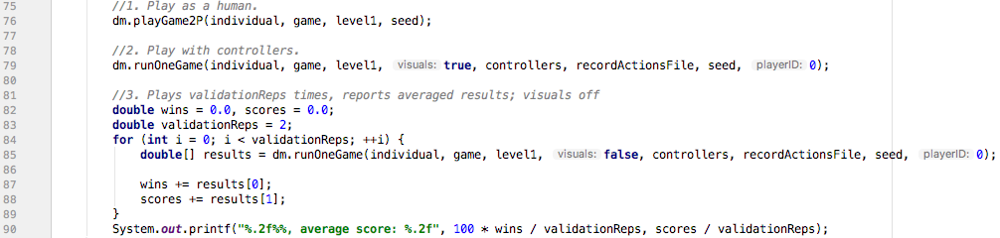 75 //1. Play as a human.
76 dm.playGame2P(individual, game, level1, seed);
77
78 //2. Play with controllers.
79 dm.runOneGame(individual, game, level1, visuals: true, controllers, recordActionsFile, seed, playerID: 0);
80
81 //3. Plays validationReps times, reports averaged results; visuals off
82 double wins = 0.0, scores = 0.0;
83 double validationReps = 2;
84 for (int i = 0; i < validationReps; ++i) {
85 double[] results = dm.runOneGame(individual, game, level1, visuals: false, controllers, recordActionsFile, seed, playerID: 0);
86
87 wins += results[0];
88 scores += results[1];
89 }
90 System.out.printf("%.2f%%, average score: %.2f", 100 * wins / validationReps, scores / validationReps);